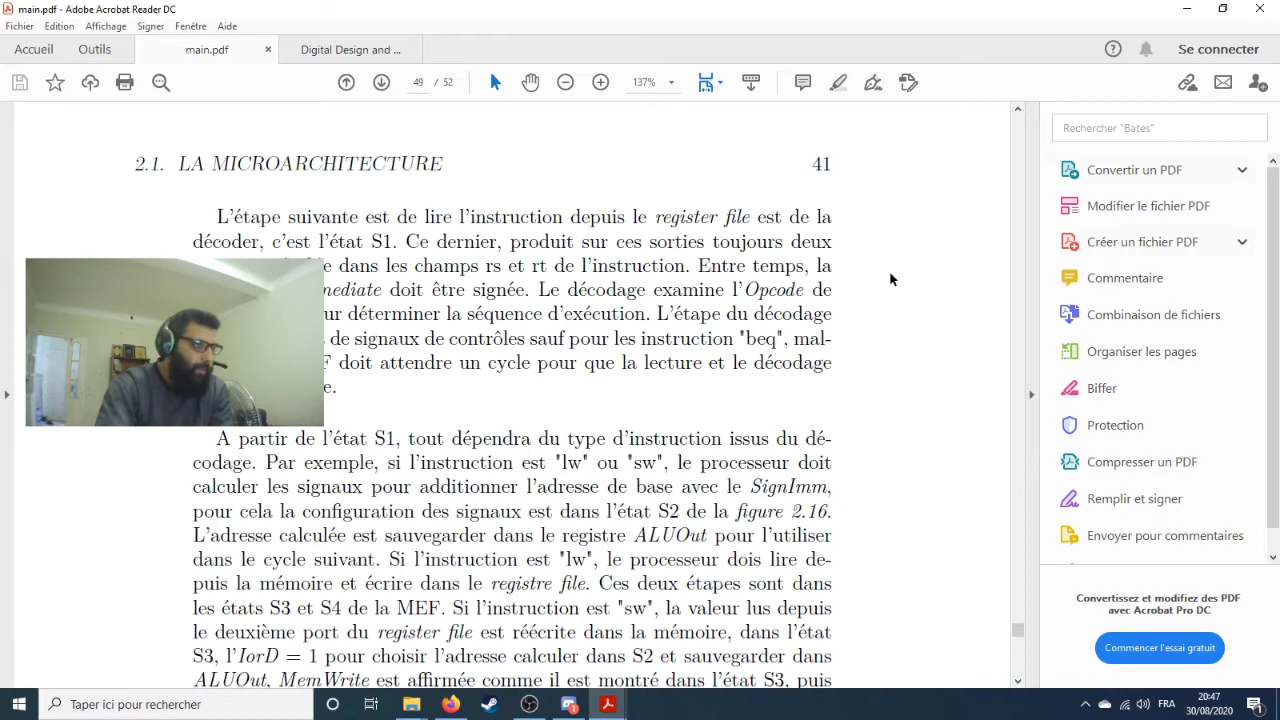 main.pdf - Adobe Acrobat Reader DC
Fichier Edition Affichage Signer Fenêtre Aide
Accueil Outils main.pdf × Digital Design and ... Se connecter
49 / 52 137%
2.1. LA MICROARCHITECTURE 41
L'étape suivante est de lire l'instruction depuis le register file est de la
décoder, c'est l'état S1. Ce dernier, produit sur ces sorties toujours deux
dans les champs rs et rt de l'instruction. Entre temps, la
doit être signée. Le décodage examine l'Opcode de
déterminer la séquence d'exécution. L'étape du décodage
de signaux de contrôles sauf pour les instruction "beq", mal-
doit attendre un cycle pour que la lecture et le décodage
A partir de l'état S1, tout dépendra du type d'instruction issus du dé-
codage. Par exemple, si l'instruction est "lw" ou "sw", le processeur doit
calculer les signaux pour additionner l'adresse de base avec le SignImm,
pour cela la configuration des signaux est dans l'état S2 de la figure 2.16.
L'adresse calculée est sauvegarder dans le registre ALUOut pour l'utiliser
dans le cycle suivant. Si l'instruction est "lw", le processeur dois lire de-
puis la mémoire et écrire dans le registre file. Ces deux étapes sont dans
les états S3 et S4 de la MEF. Si l'instruction est "sw", la valeur lus depuis
le deuxième port du register file est réécrite dans la mémoire, dans l'état
S3, l'IorD = 1 pour choisir l'adresse calculer dans S2 et sauvegarder dans
ALUOut, MemWrite est affirmée comme il est montré dans l'état S3, puis
Rechercher "Bates"
Convertir un PDF
Modifier le fichier PDF
Créer un fichier PDF
Commentaire
Combinaison de fichiers
Organiser les pages
Biffer
Protection
Compresser un PDF
Remplir et signer
Envoyer pour commentaires
Convertissez et modifiez des PDF
avec Acrobat Pro DC
Commencer l'essai gratuit
Taper ici pour rechercher
FRA
20:47
30/08/2020